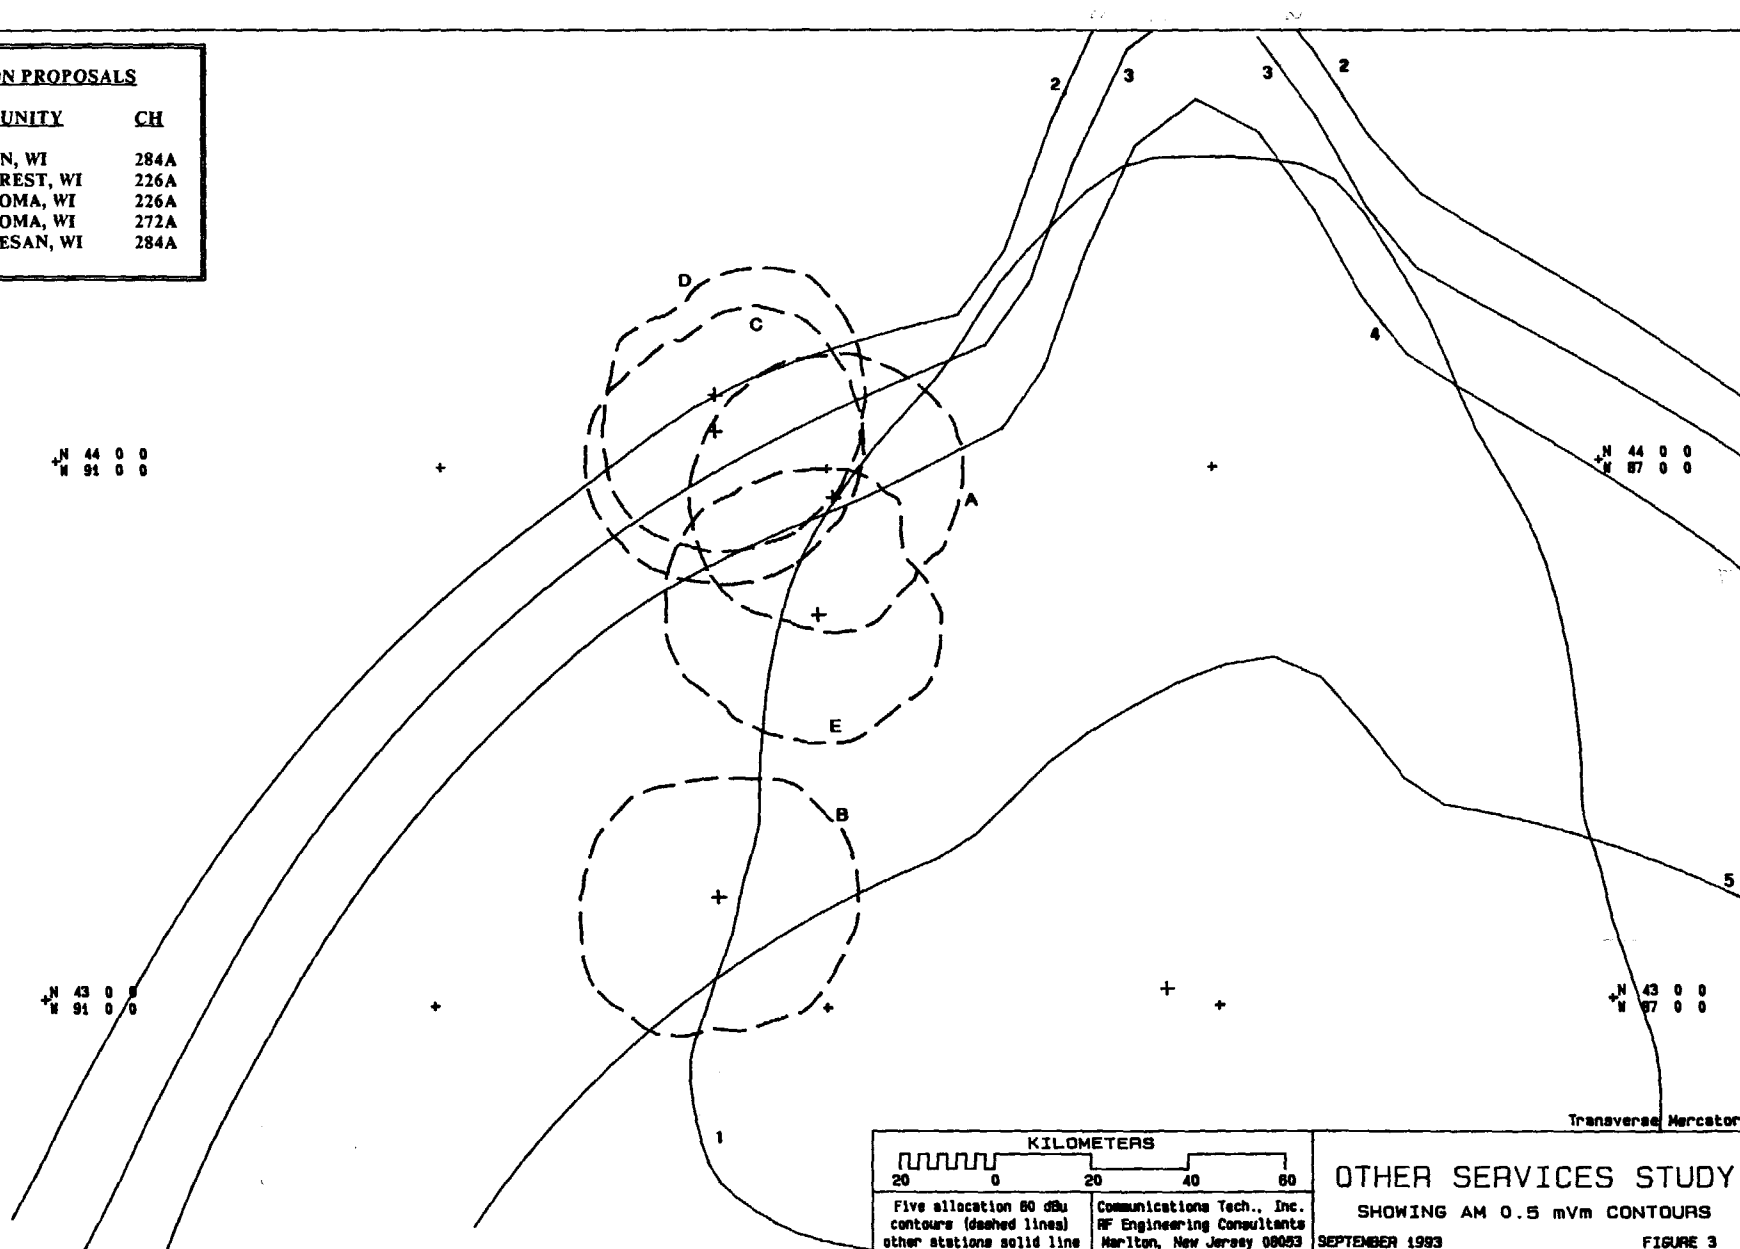 N PROPOSALS
UNITY CH
N, WI 284A
REST, WI 226A
OMA, WI 226A
OMA, WI 272A
ESAN, WI 284A
2
3
3
2
D
C
4
N 44 0 0
W 91 0 0
N 44 0 0
W 87 0 0
A
E
B
5
N 43 0 0
W 91 0 0
N 43 0 0
W 87 0 0
1
Transverse Mercator
KILOMETERS
20 0 20 40 60
Five allocation 60 dBu
contours (dashed lines)
other stations solid line
Communications Tech., Inc.
RF Engineering Consultants
Marlton, New Jersey 08053
OTHER SERVICES STUDY
SHOWING AM 0.5 mVm CONTOURS
SEPTEMBER 1993 FIGURE 3